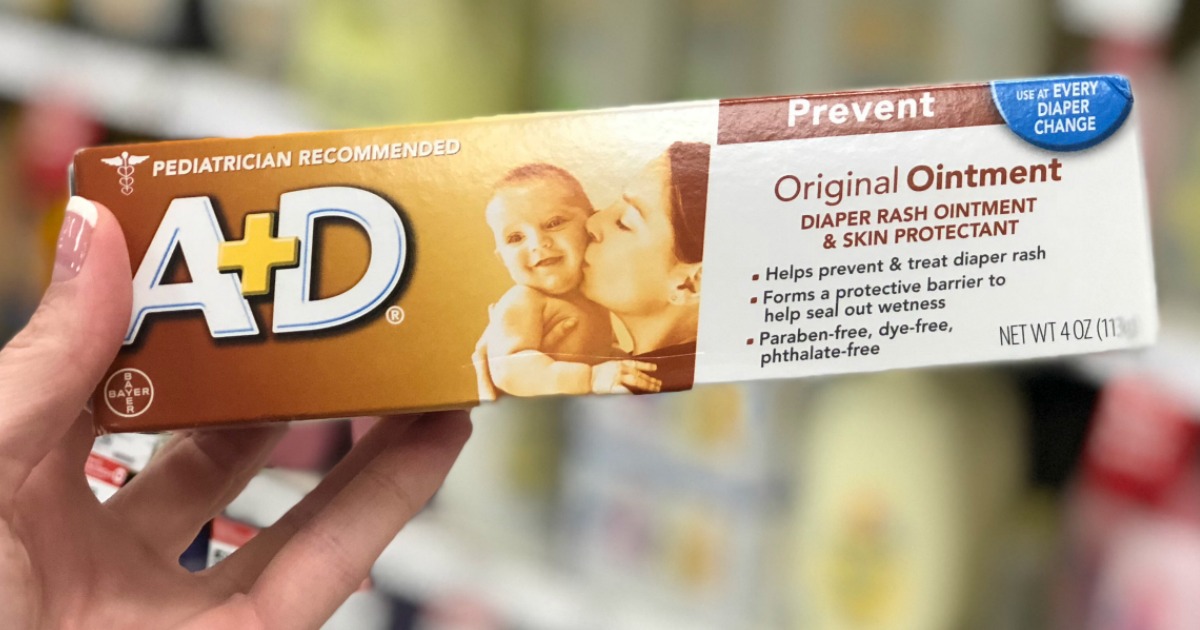 PEDIATRICIAN RECOMMENDED
A+D®
BAYER
BAYER
Prevent
USE AT EVERY
DIAPER
CHANGE
Original Ointment
DIAPER RASH OINTMENT
& SKIN PROTECTANT
▪ Helps prevent & treat diaper rash
▪ Forms a protective barrier to
help seal out wetness
▪ Paraben-free, dye-free,
phthalate-free
NET WT 4 OZ